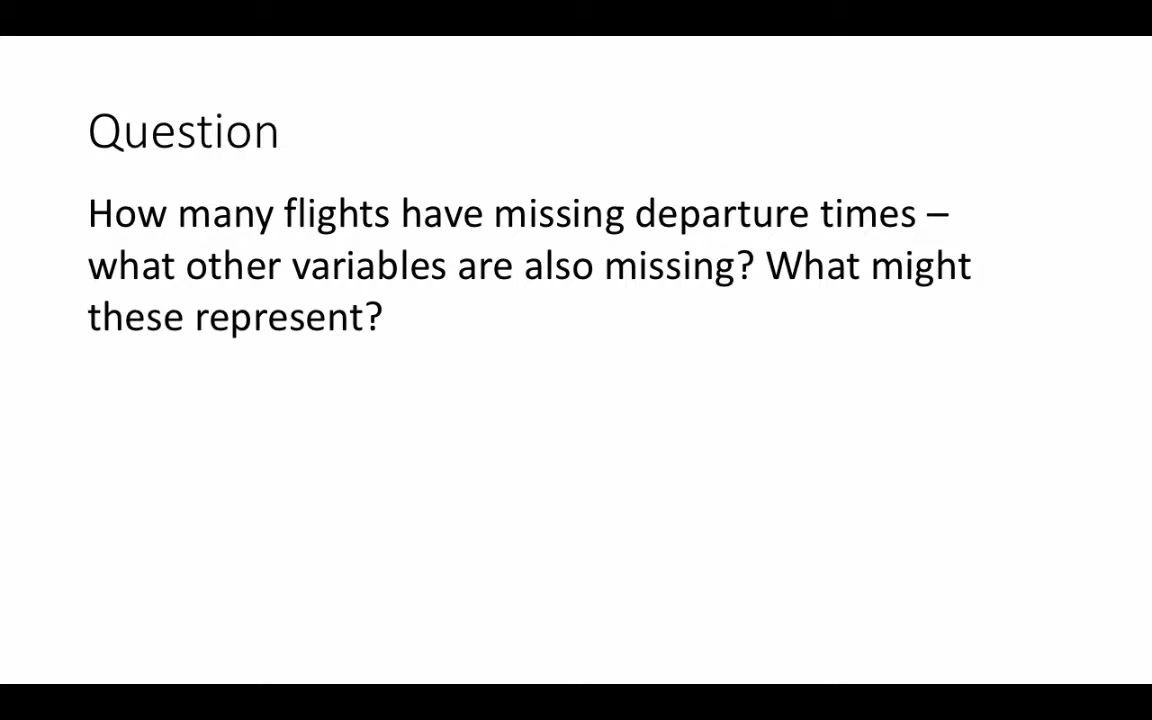 Question
How many flights have missing departure times –
what other variables are also missing? What might
these represent?